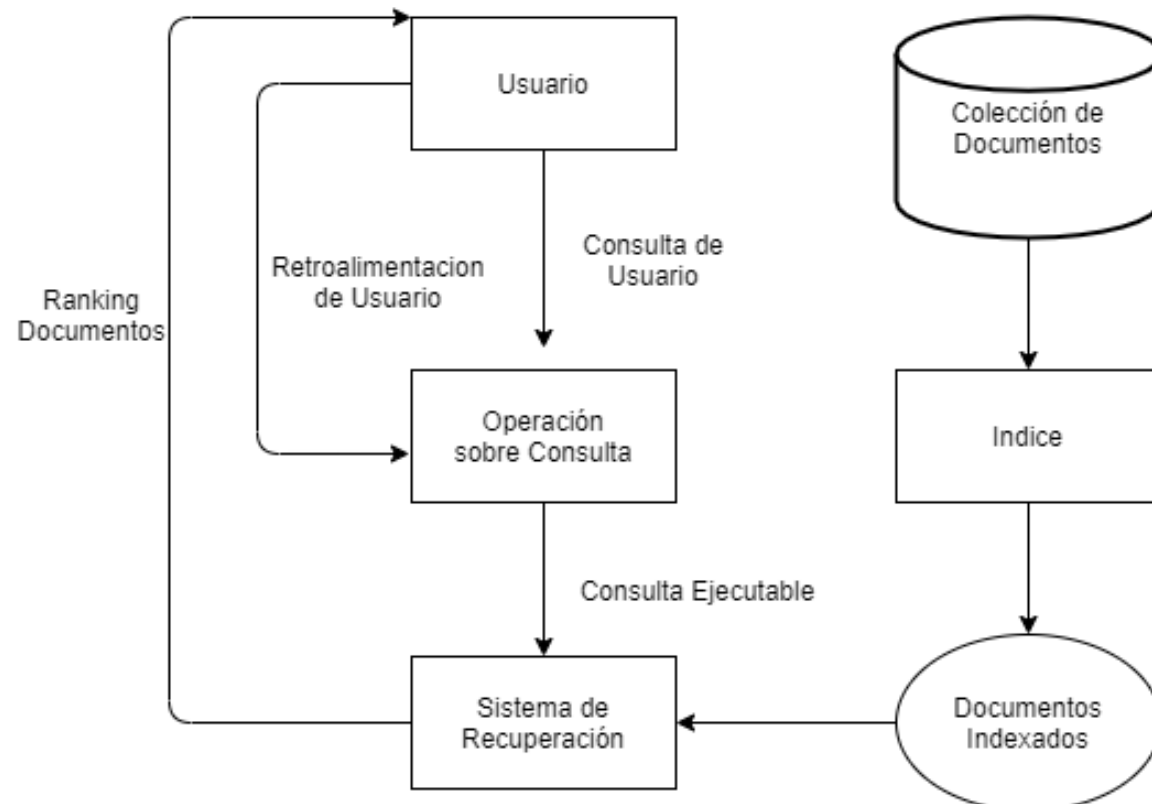 Usuario
Colección de
Documentos
Consulta de
Usuario
Retroalimentacion
de Usuario
Ranking
Documentos
Operación
sobre Consulta
Indice
Consulta Ejecutable
Sistema de
Recuperación
Documentos
Indexados